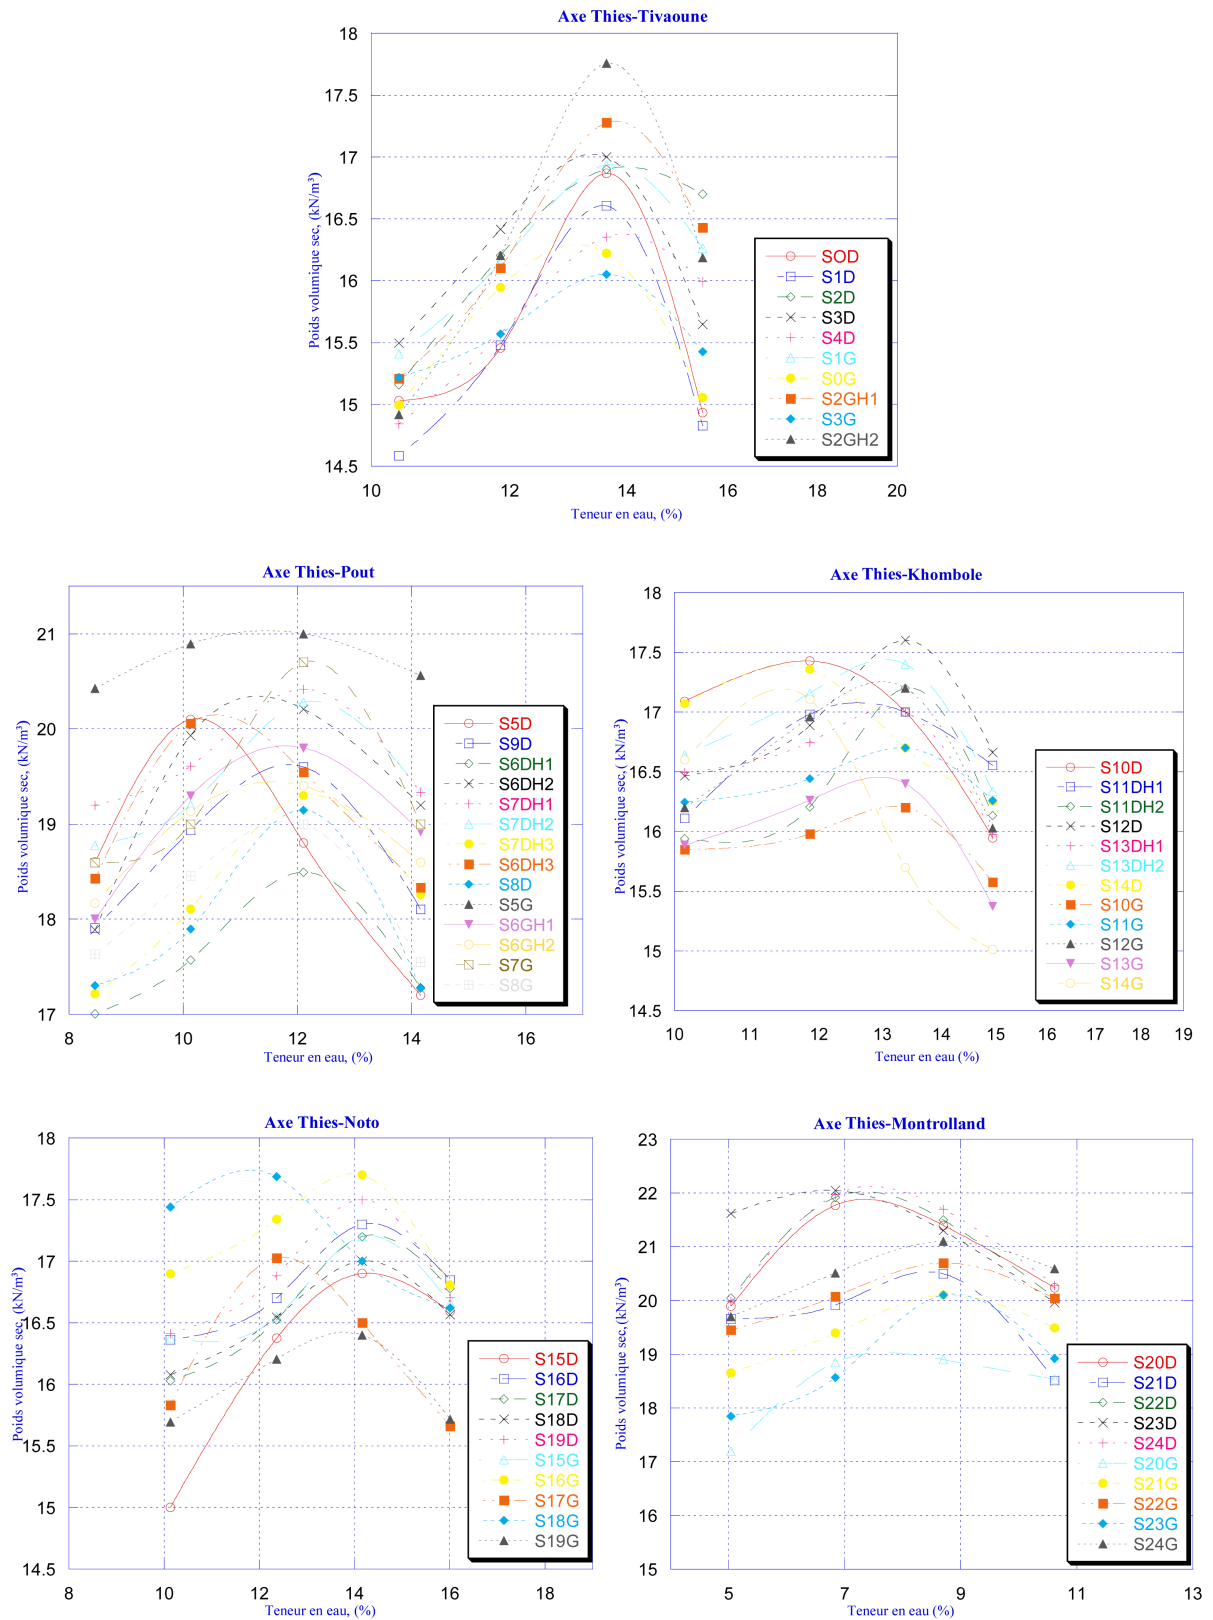 Axe Thies-Tivaoune
18
17.5
17
16.5
16
15.5
15
14.5
Poids volumique sec, (kN/m³)
10
12
14
16
18
20
Teneur en eau, (%)
SOD
S1D
S2D
S3D
S4D
S1G
S0G
S2GH1
S3G
S2GH2
Axe Thies-Pout
21
20
19
18
17
Poids volumique sec, (kN/m³)
8
10
12
14
16
Teneur en eau, (%)
S5D
S9D
S6DH1
S6DH2
S7DH1
S7DH2
S7DH3
S6DH3
S8D
S5G
S6GH1
S6GH2
S7G
S8G
Axe Thies-Khombole
18
17.5
17
16.5
16
15.5
15
14.5
Poids volumique sec,( kN/m³)
10
11
12
13
14
15
16
17
18
19
Teneur en eau (%)
S10D
S11DH1
S11DH2
S12D
S13DH1
S13DH2
S14D
S10G
S11G
S12G
S13G
S14G
Axe Thies-Noto
18
17.5
17
16.5
16
15.5
15
14.5
Poids volumique sec, (kN/m³)
8
10
12
14
16
18
Teneur en eau, (%)
S15D
S16D
S17D
S18D
S19D
S15G
S16G
S17G
S18G
S19G
Axe Thies-Montrolland
23
22
21
20
19
18
17
16
15
Poids volumique sec,(kN/m³)
5
7
9
11
13
Teneur en eau (%)
S20D
S21D
S22D
S23D
S24D
S20G
S21G
S22G
S23G
S24G